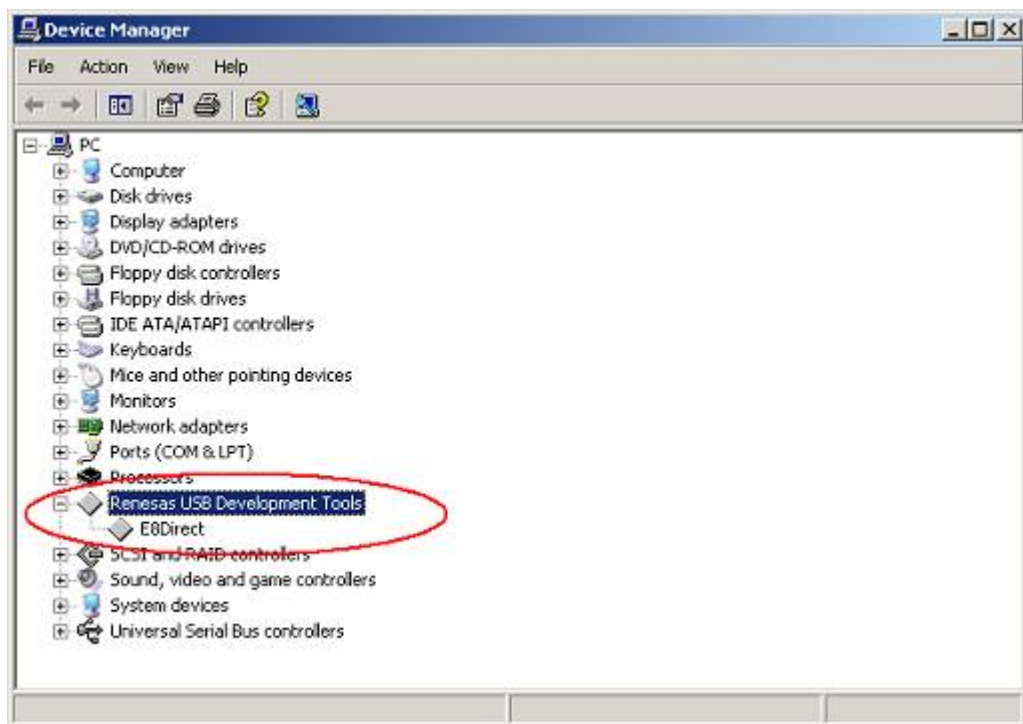 Device Manager
File Action View Help
PC
Computer
Disk drives
Display adapters
DVD/CD-ROM drives
Floppy disk controllers
Floppy disk drives
IDE ATA/ATAPI controllers
Keyboards
Mice and other pointing devices
Monitors
Network adapters
Ports (COM & LPT)
Processors
Renesas USB Development Tools
E8Direct
SCSI and RAID controllers
Sound, video and game controllers
System devices
Universal Serial Bus controllers